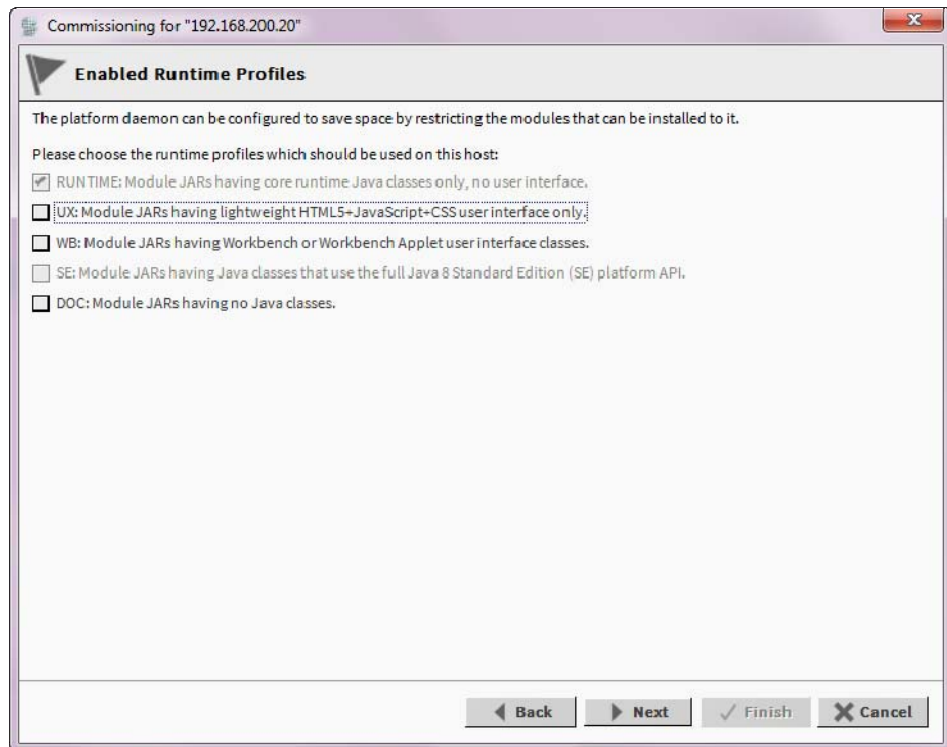 Commissioning for "192.168.200.20"
Enabled Runtime Profiles
The platform daemon can be configured to save space by restricting the modules that can be installed to it.
Please choose the runtime profiles which should be used on this host:
RUNTIME: Module JARs having core runtime Java classes only, no user interface.
UX: Module JARs having lightweight HTML5+JavaScript+CSS user interface only.
WB: Module JARs having Workbench or Workbench Applet user interface classes.
SE: Module JARs having Java classes that use the full Java 8 Standard Edition (SE) platform API.
DOC: Module JARs having no Java classes.
Back Next Finish Cancel